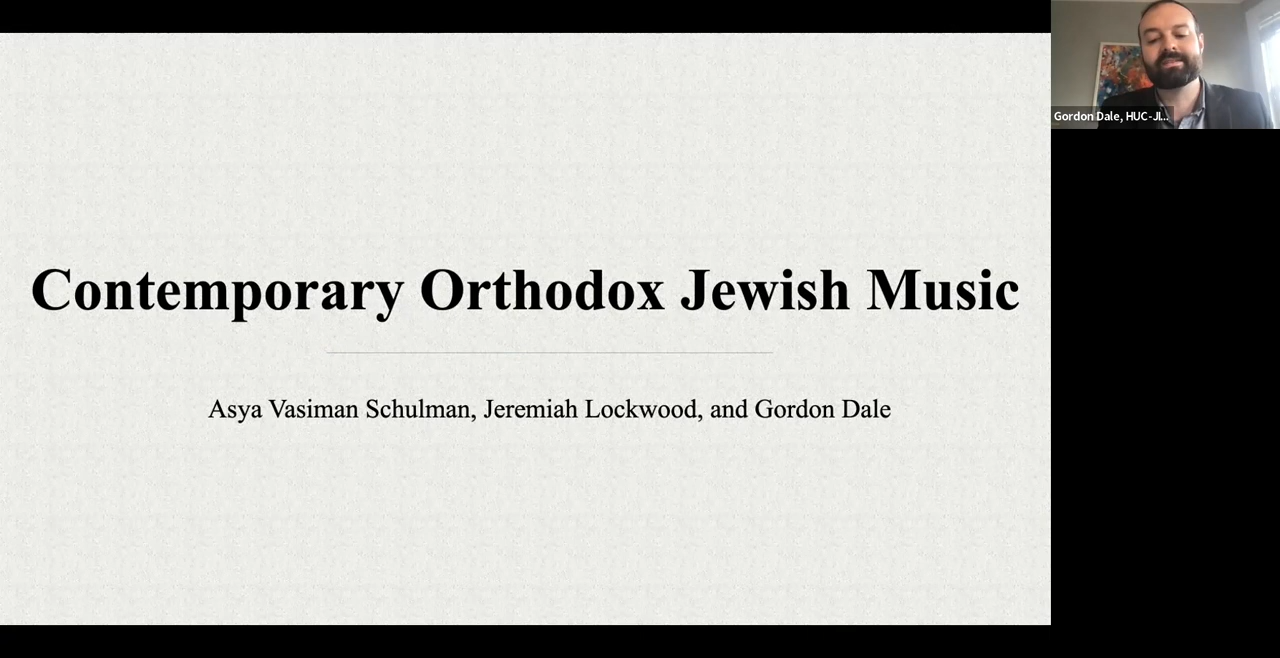 Contemporary Orthodox Jewish Music
Asya Vasiman Schulman, Jeremiah Lockwood, and Gordon Dale
Gordon Dale, HUC-JI...